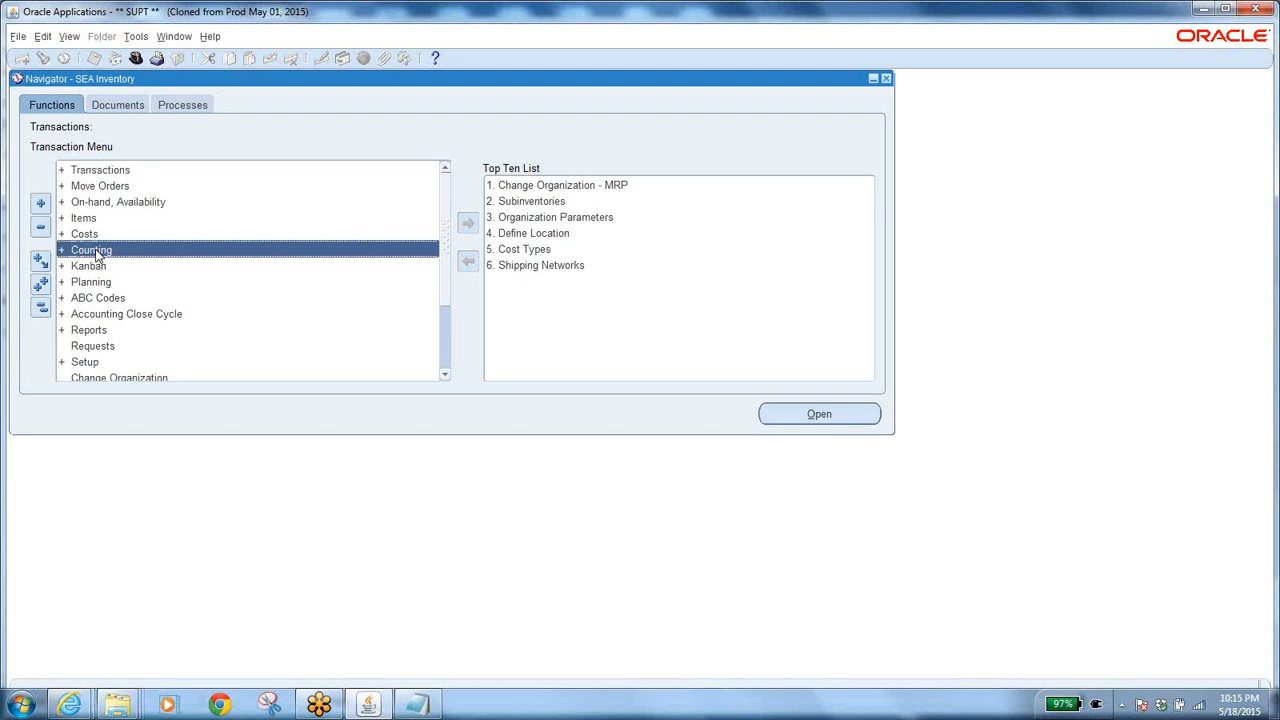 Oracle Applications - ** SUPT ** (Cloned from Prod May 01, 2015)
File Edit View Folder Tools Window Help
ORACLE
Navigator - SEA Inventory
Functions Documents Processes
Transactions:
Transaction Menu
+ Transactions
+ Move Orders
+ On-hand, Availability
+ Items
+ Costs
+ Counting
+ Kanban
+ Planning
+ ABC Codes
+ Accounting Close Cycle
+ Reports
Requests
+ Setup
Change Organization
Top Ten List
1. Change Organization - MRP
2. Subinventories
3. Organization Parameters
4. Define Location
5. Cost Types
6. Shipping Networks
Open
97%
10:15 PM
5/18/2015